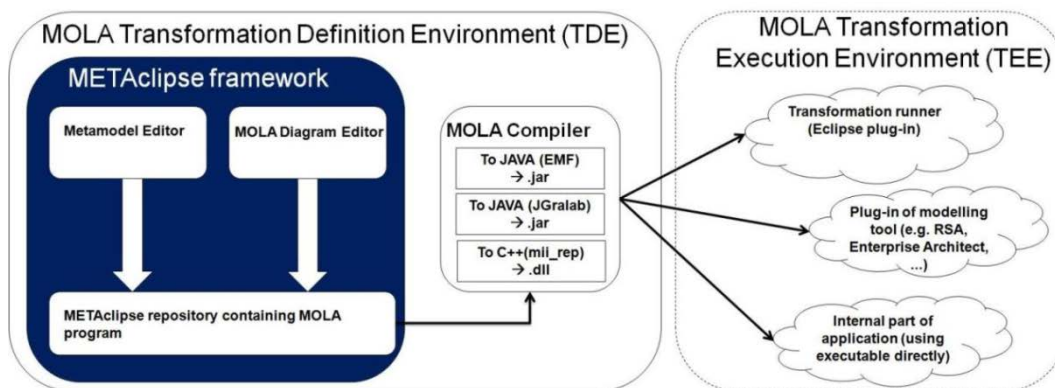 MOLA Transformation Definition Environment (TDE)
METAclipse framework
Metamodel Editor
MOLA Diagram Editor
METAclipse repository containing MOLA
program
MOLA Compiler
To JAVA (EMF)
→ .jar
To JAVA (JGralab)
→ .jar
To C++(mii_rep)
→ .dll
MOLA Transformation
Execution Environment (TEE)
Transformation runner
(Eclipse plug-in)
Plug-in of modelling
tool (e.g. RSA,
Enterprise Architect,
...)
Internal part of
application (using
executable directly)